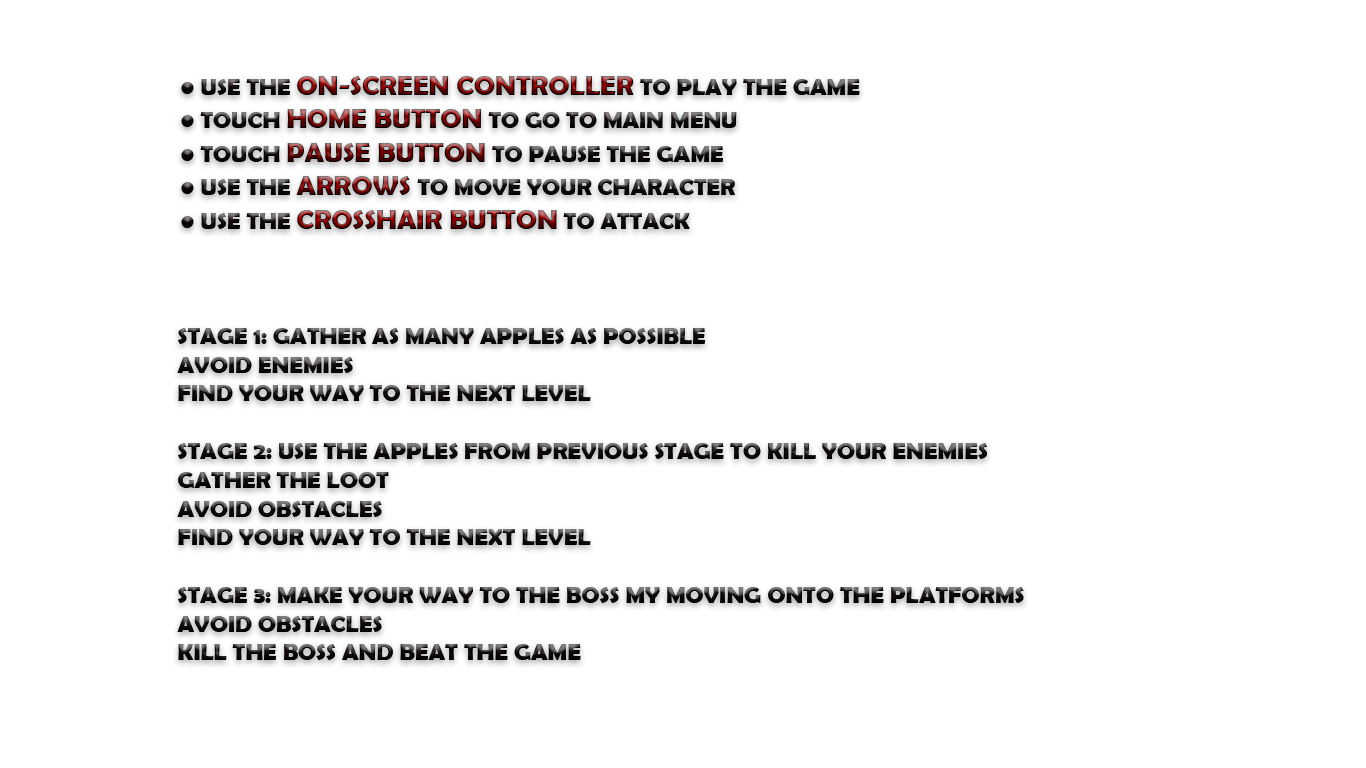 • USE THE ON-SCREEN CONTROLLER TO PLAY THE GAME
• TOUCH HOME BUTTON TO GO TO MAIN MENU
• TOUCH PAUSE BUTTON TO PAUSE THE GAME
• USE THE ARROWS TO MOVE YOUR CHARACTER
• USE THE CROSSHAIR BUTTON TO ATTACK
STAGE 1: GATHER AS MANY APPLES AS POSSIBLE
AVOID ENEMIES
FIND YOUR WAY TO THE NEXT LEVEL
STAGE 2: USE THE APPLES FROM PREVIOUS STAGE TO KILL YOUR ENEMIES
GATHER THE LOOT
AVOID OBSTACLES
FIND YOUR WAY TO THE NEXT LEVEL
STAGE 3: MAKE YOUR WAY TO THE BOSS MY MOVING ONTO THE PLATFORMS
AVOID OBSTACLES
KILL THE BOSS AND BEAT THE GAME